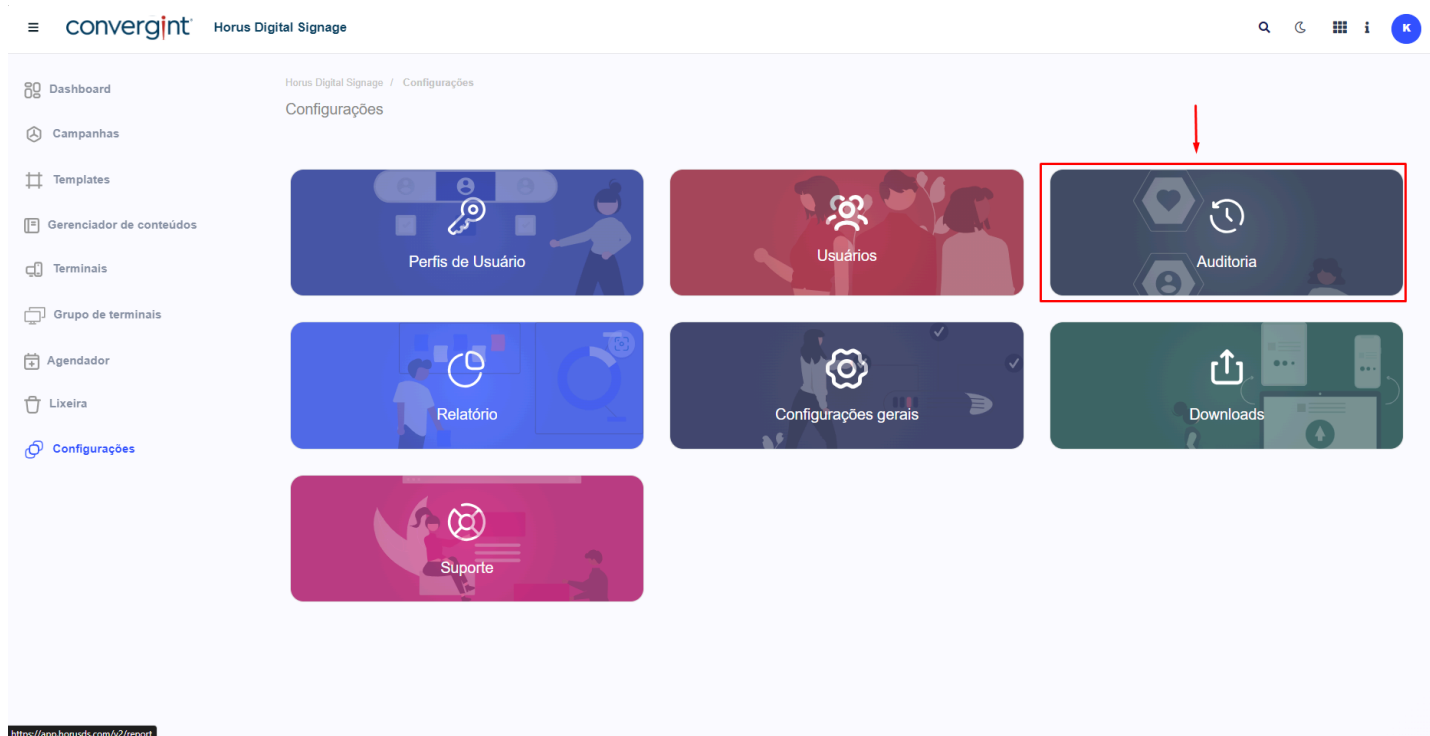 convergint Horus Digital Signage
K
Dashboard
Campanhas
Templates
Gerenciador de conteúdos
Terminais
Grupo de terminais
Agendador
Lixeira
Configurações
Horus Digital Signage / Configurações
Configurações
Perfis de Usuário
Usuários
Auditoria
Relatório
Configurações gerais
Downloads
Suporte
https://app.horusds.com/v2/report